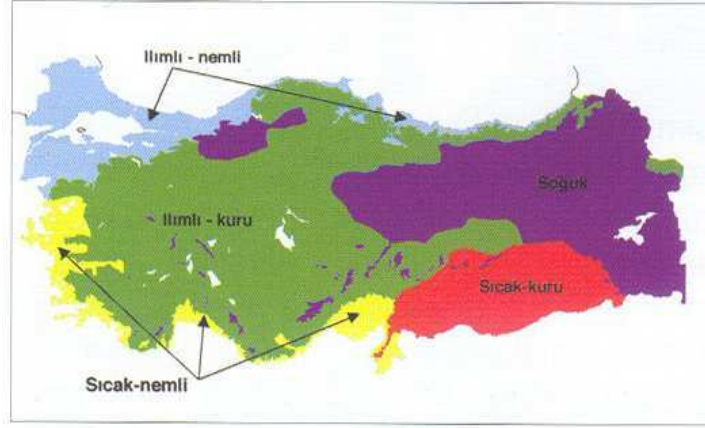 Ilımlı - nemli
Soğuk
Ilımlı - kuru
Sıcak-kuru
Sıcak-nemli